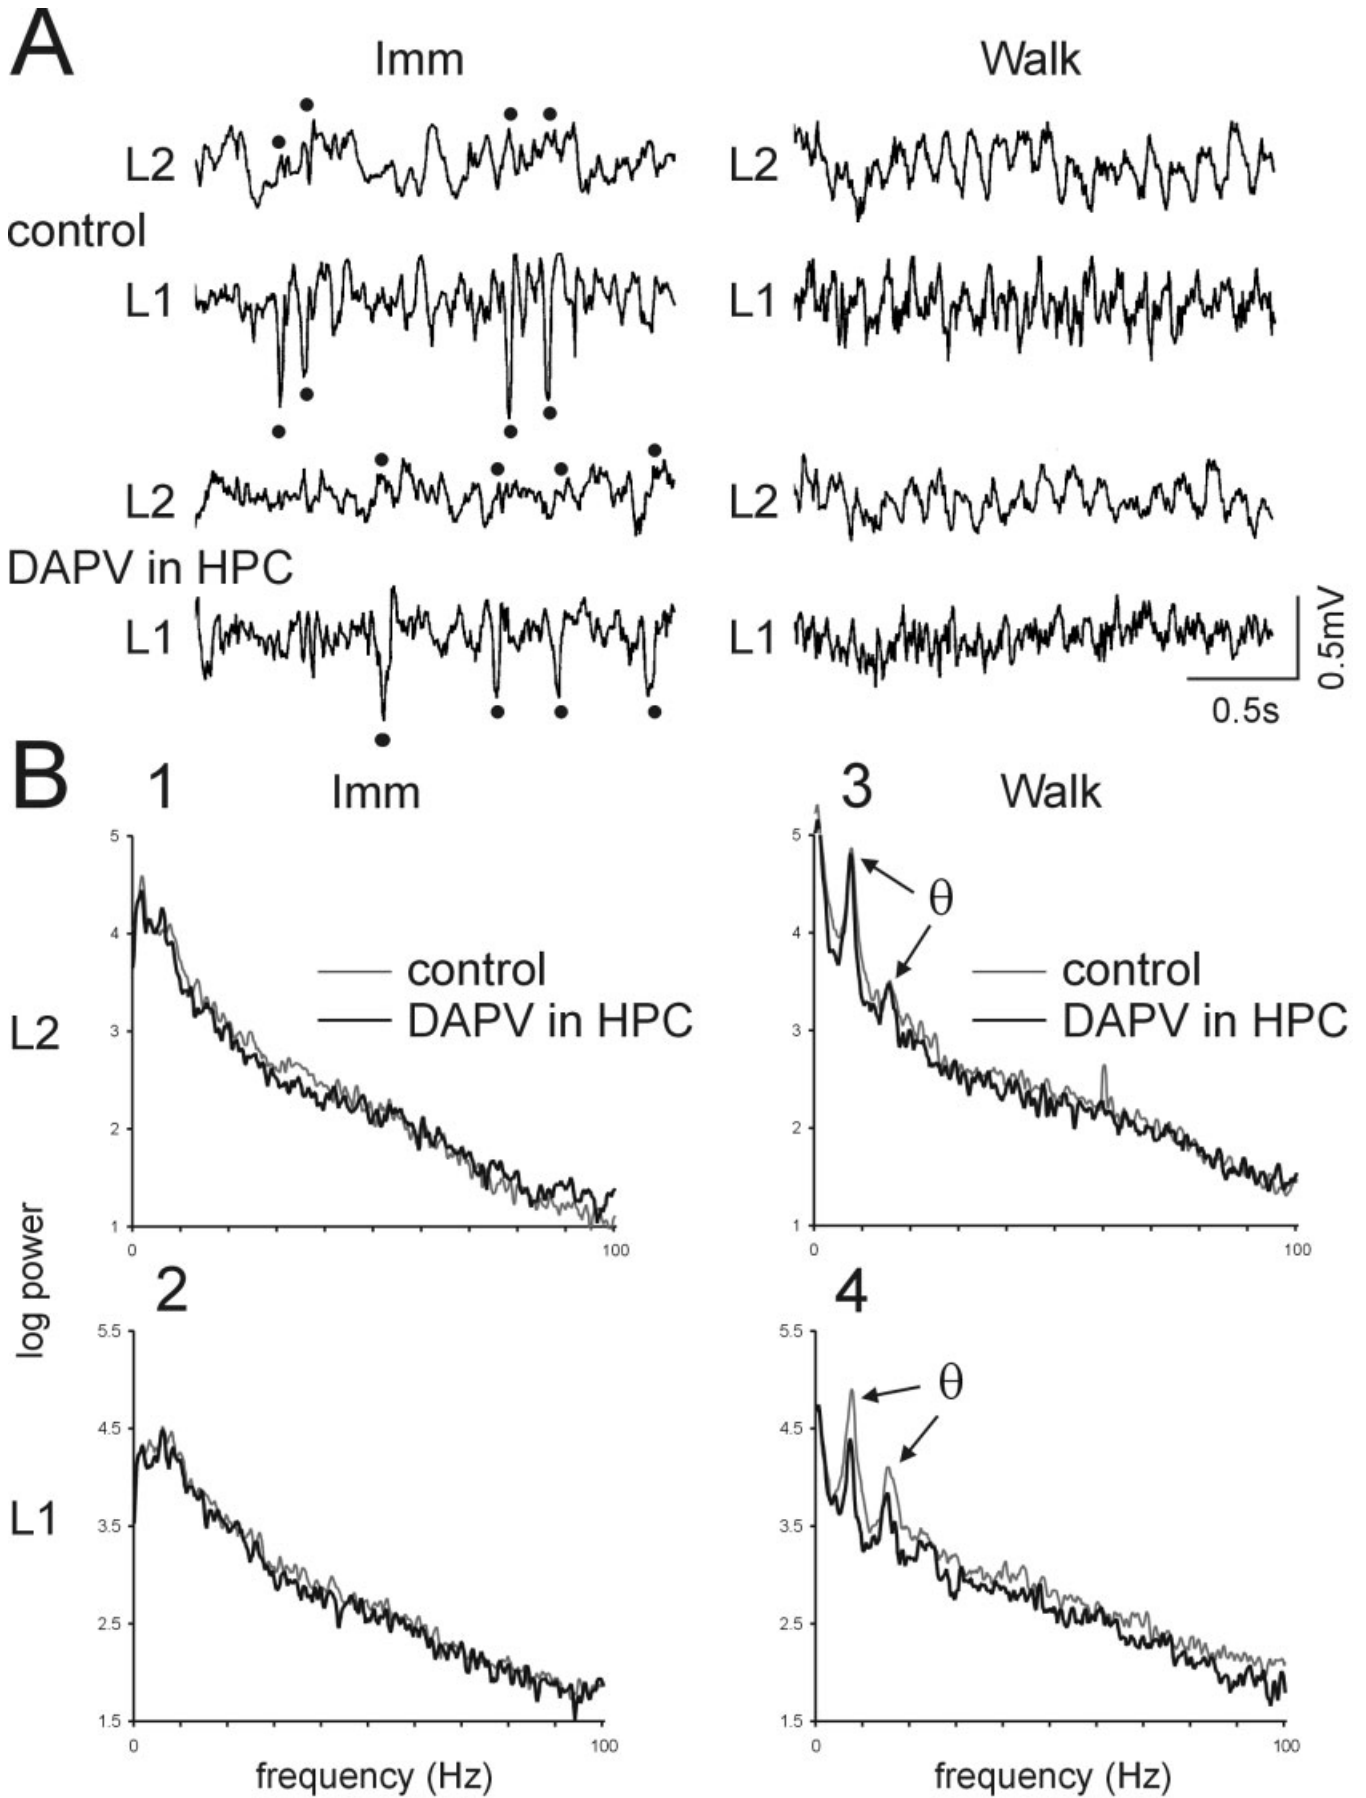 A
Imm
Walk
L2
L2
control
L1
L1
L2
L2
DAPV in HPC
L1
L1
0.5mV
0.5s
B
1
Imm
3
Walk
5
4
3
2
1
0
100
control
DAPV in HPC
L2
5
4
3
2
1
0
100
θ
control
DAPV in HPC
log power
2
5.5
4.5
3.5
2.5
1.5
0
100
L1
frequency (Hz)
4
5.5
4.5
3.5
2.5
1.5
0
100
θ
frequency (Hz)